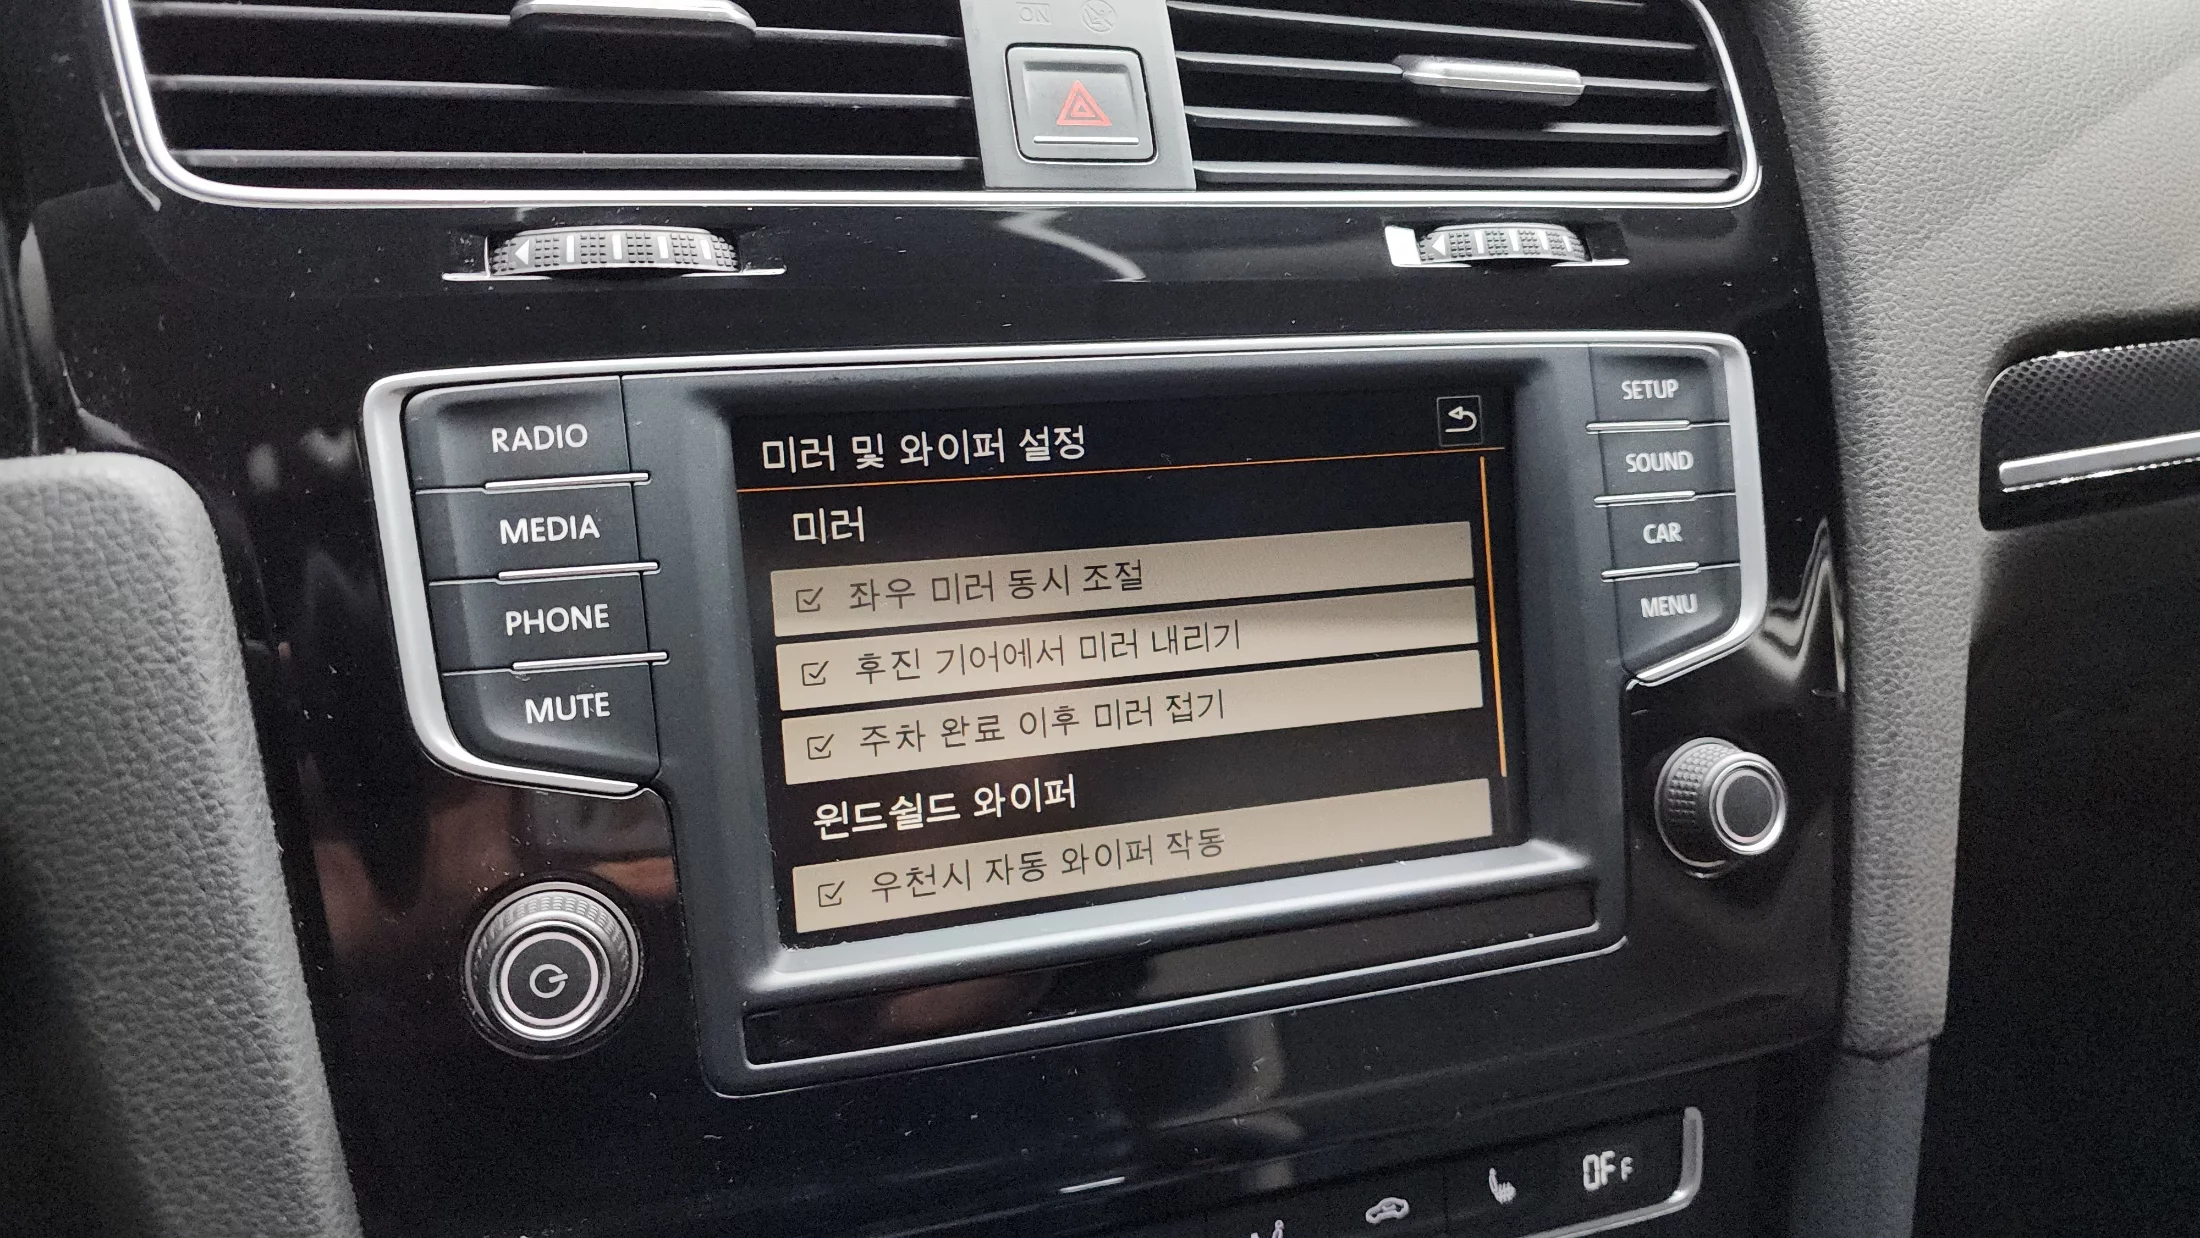 ON
RADIO
MEDIA
PHONE
MUTE
미러 및 와이퍼 설정
미러
좌우 미러 동시 조절
후진 기어에서 미러 내리기
주차 완료 이후 미러 접기
윈드쉴드 와이퍼
우천시 자동 와이퍼 작동
SETUP
SOUND
CAR
MENU
OFF